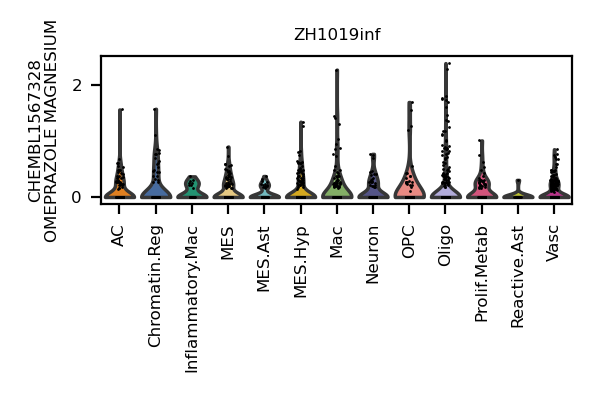 ZH1019inf
CHEMBL1567328
OMEPRAZOLE MAGNESIUM
2
0
AC
Chromatin.Reg
Inflammatory.Mac
MES
MES.Ast
MES.Hyp
Mac
Neuron
OPC
Oligo
Prolif.Metab
Reactive.Ast
Vasc